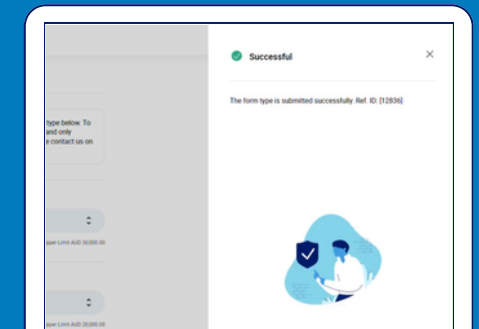 Successful
The form type is submitted successfully. Ref. ID: [12836]
type below. To
and only
e contact us on
pper Limit AUD 30,000.00
pper Limit AUD 20,000.00